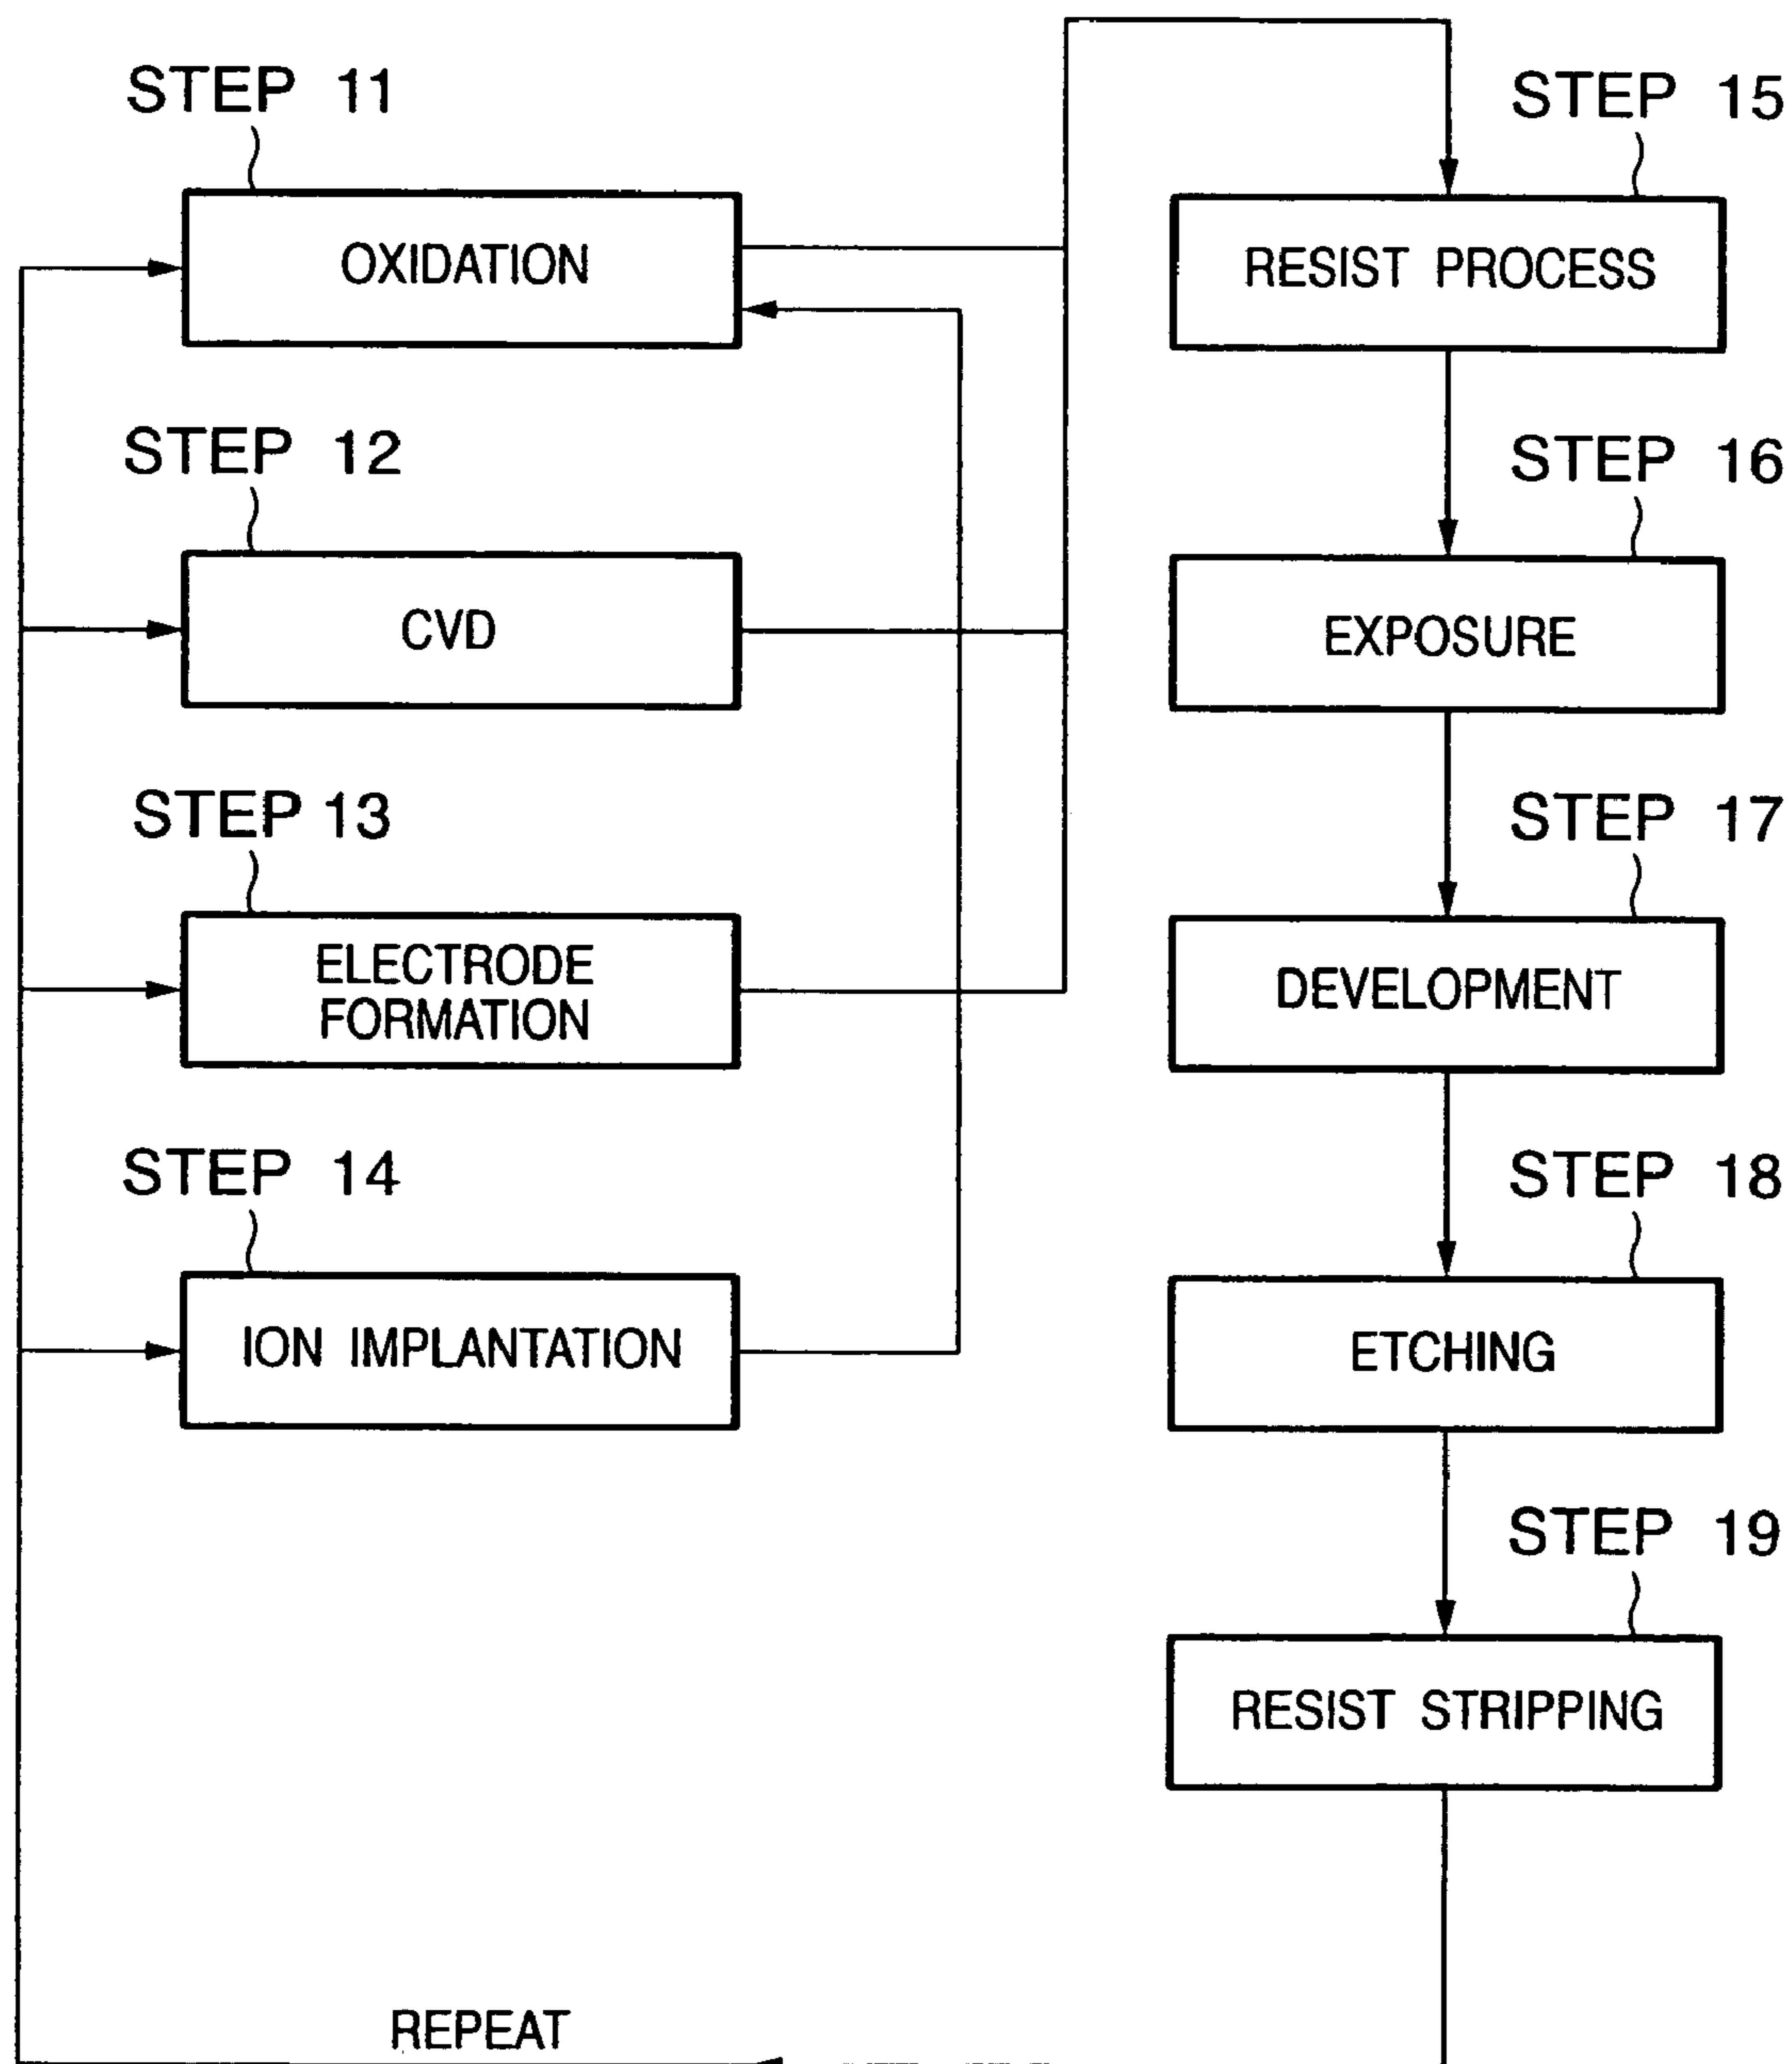 STEP 11
OXIDATION
STEP 12
CVD
STEP 13
ELECTRODE
FORMATION
STEP 14
ION IMPLANTATION
STEP 15
RESIST PROCESS
STEP 16
EXPOSURE
STEP 17
DEVELOPMENT
STEP 18
ETCHING
STEP 19
RESIST STRIPPING
REPEAT